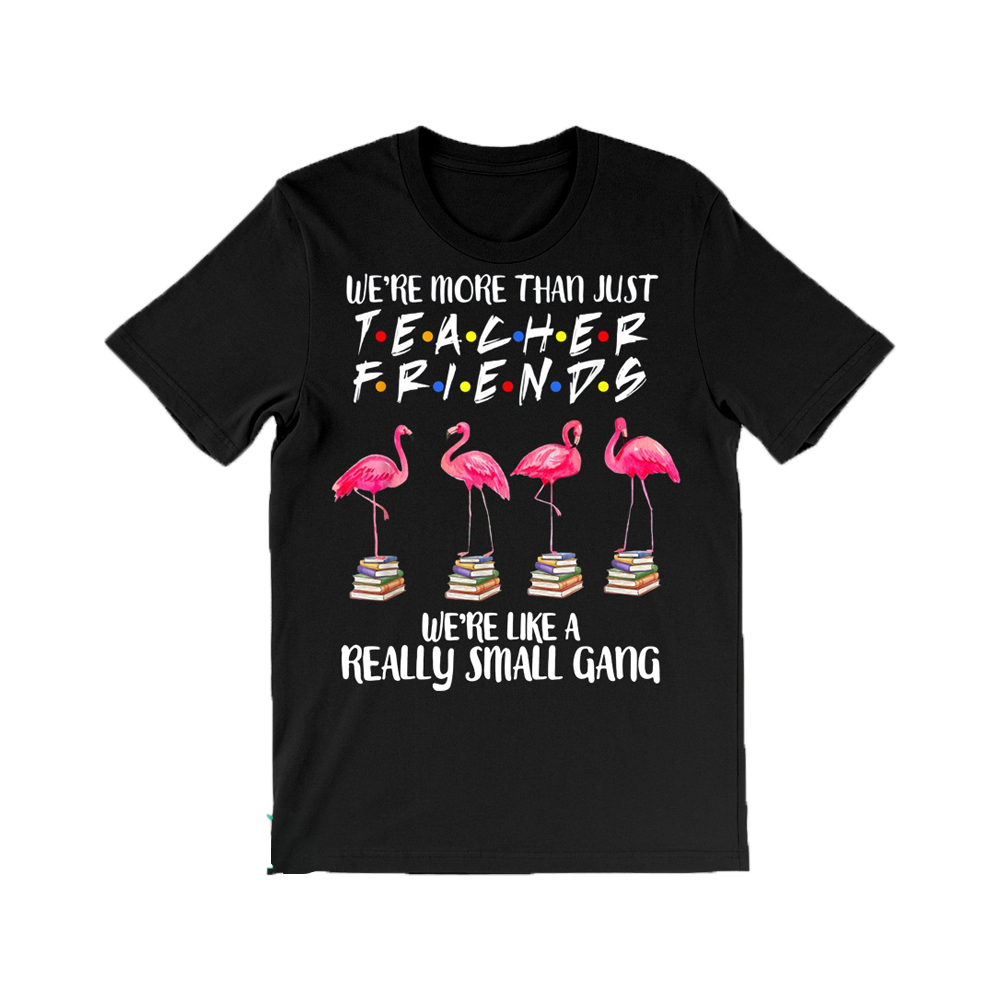 WE'RE MORE THAN JUST
T•E•A•C•H•E•R
F•R•I•E•N•D•S
WE'RE LIKE A
REALLY SMALL GANG